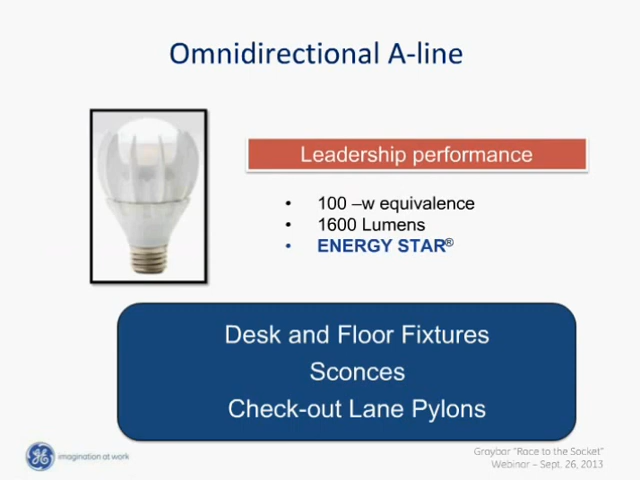 Omnidirectional A-line
Leadership performance
• 100 –w equivalence
• 1600 Lumens
• ENERGY STAR®
Desk and Floor Fixtures
Sconces
Check-out Lane Pylons
GE imagination at work
Graybar "Race to the Socket"
Webinar – Sept. 26, 2013